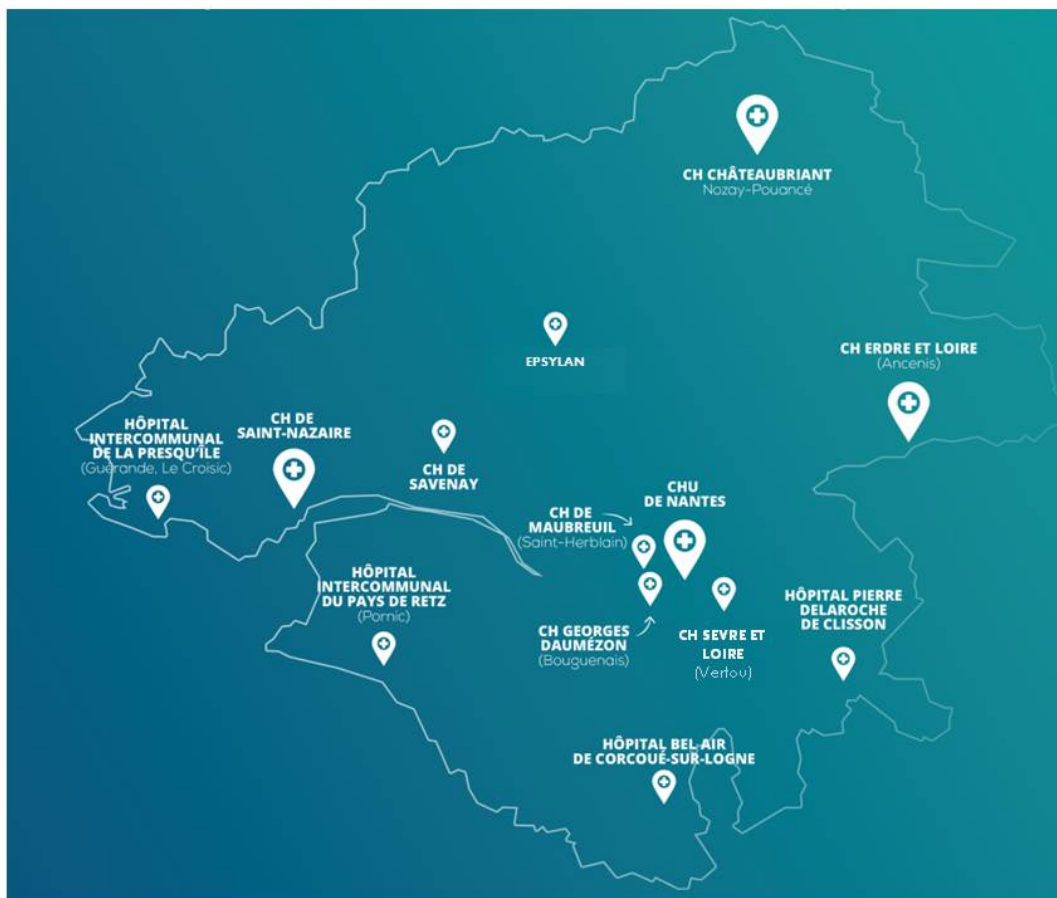 CH CHÂTEAUBRIANT
Nozay-Pouancé
EPSYLAN
CH ERDRE ET LOIRE
(Ancenis)
HÔPITAL
INTERCOMMUNAL
DE LA PRESQU'ÎLE
(Guérande, Le Croisic)
CH DE
SAINT-NAZAIRE
CH DE
SAVENAY
CHU
DE NANTES
CH DE
MAUBREUIL
(Saint-Herblain)
HÔPITAL
INTERCOMMUNAL
DU PAYS DE RETZ
(Pornic)
CH GEORGES
DAUMÉZON
(Bouguenais)
CH SEVRE ET
LOIRE
(Vertou)
HÔPITAL PIERRE
DELAROCHE
DE CLISSON
HÔPITAL BEL AIR
DE CORCOUÉ-SUR-LOGNE